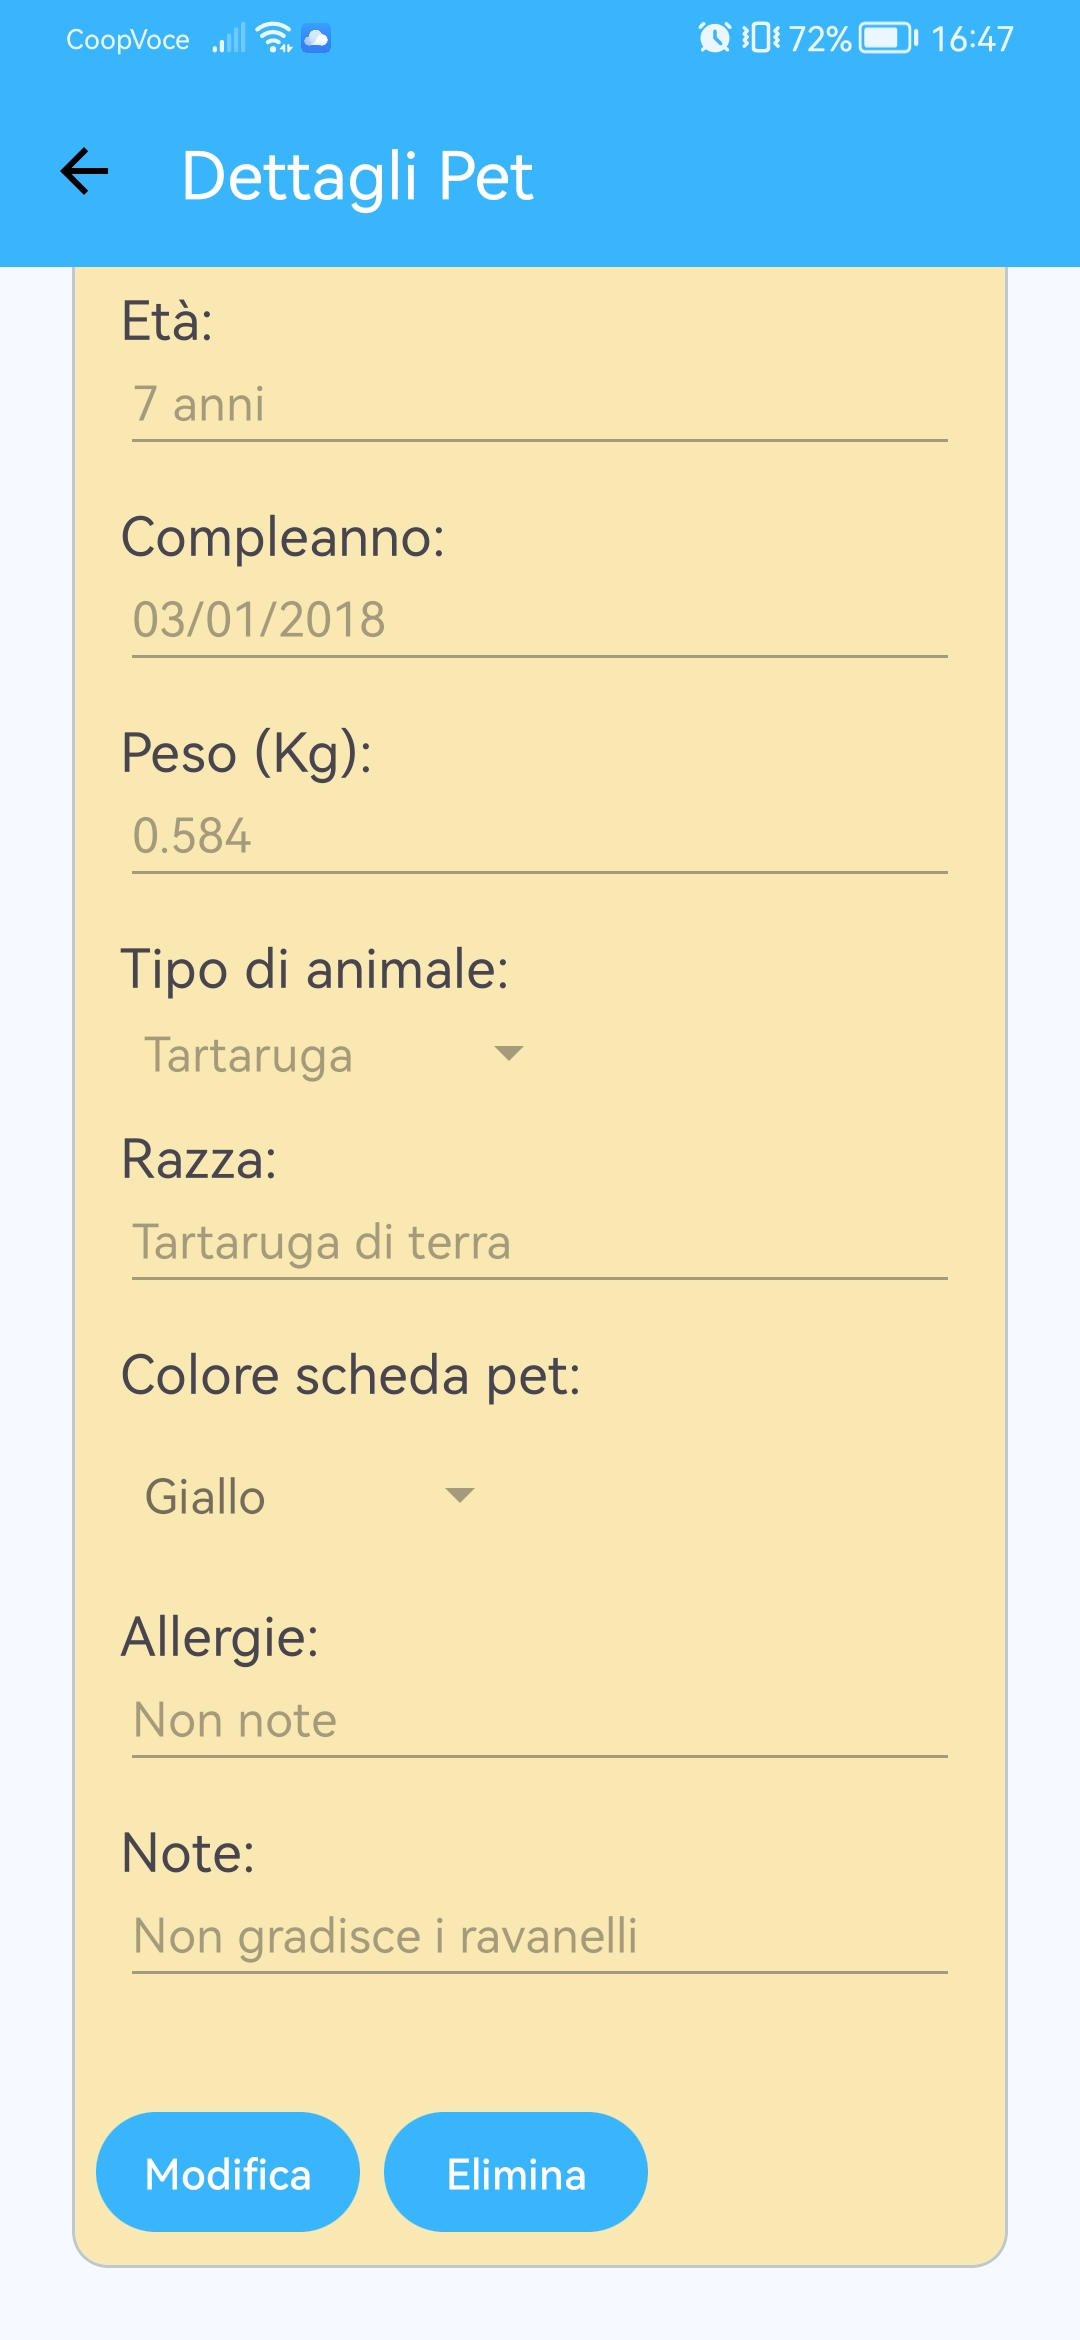 CoopVoce 72% 16:47
Dettagli Pet
Età:
7 anni
Compleanno:
03/01/2018
Peso (Kg):
0.584
Tipo di animale:
Tartaruga
Razza:
Tartaruga di terra
Colore scheda pet:
Giallo
Allergie:
Non note
Note:
Non gradisce i ravanelli
Modifica Elimina